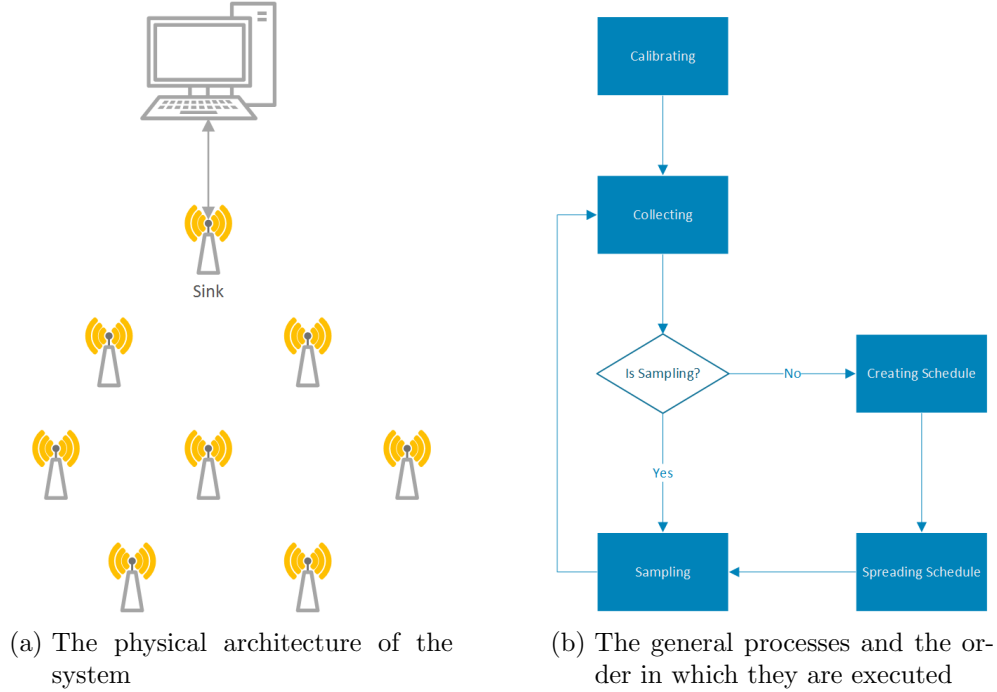 Sink
(a) The physical architecture of the
system
Calibrating
Collecting
Is Sampling?
No
Creating Schedule
Yes
Sampling
Spreading Schedule
(b) The general processes and the or-
der in which they are executed